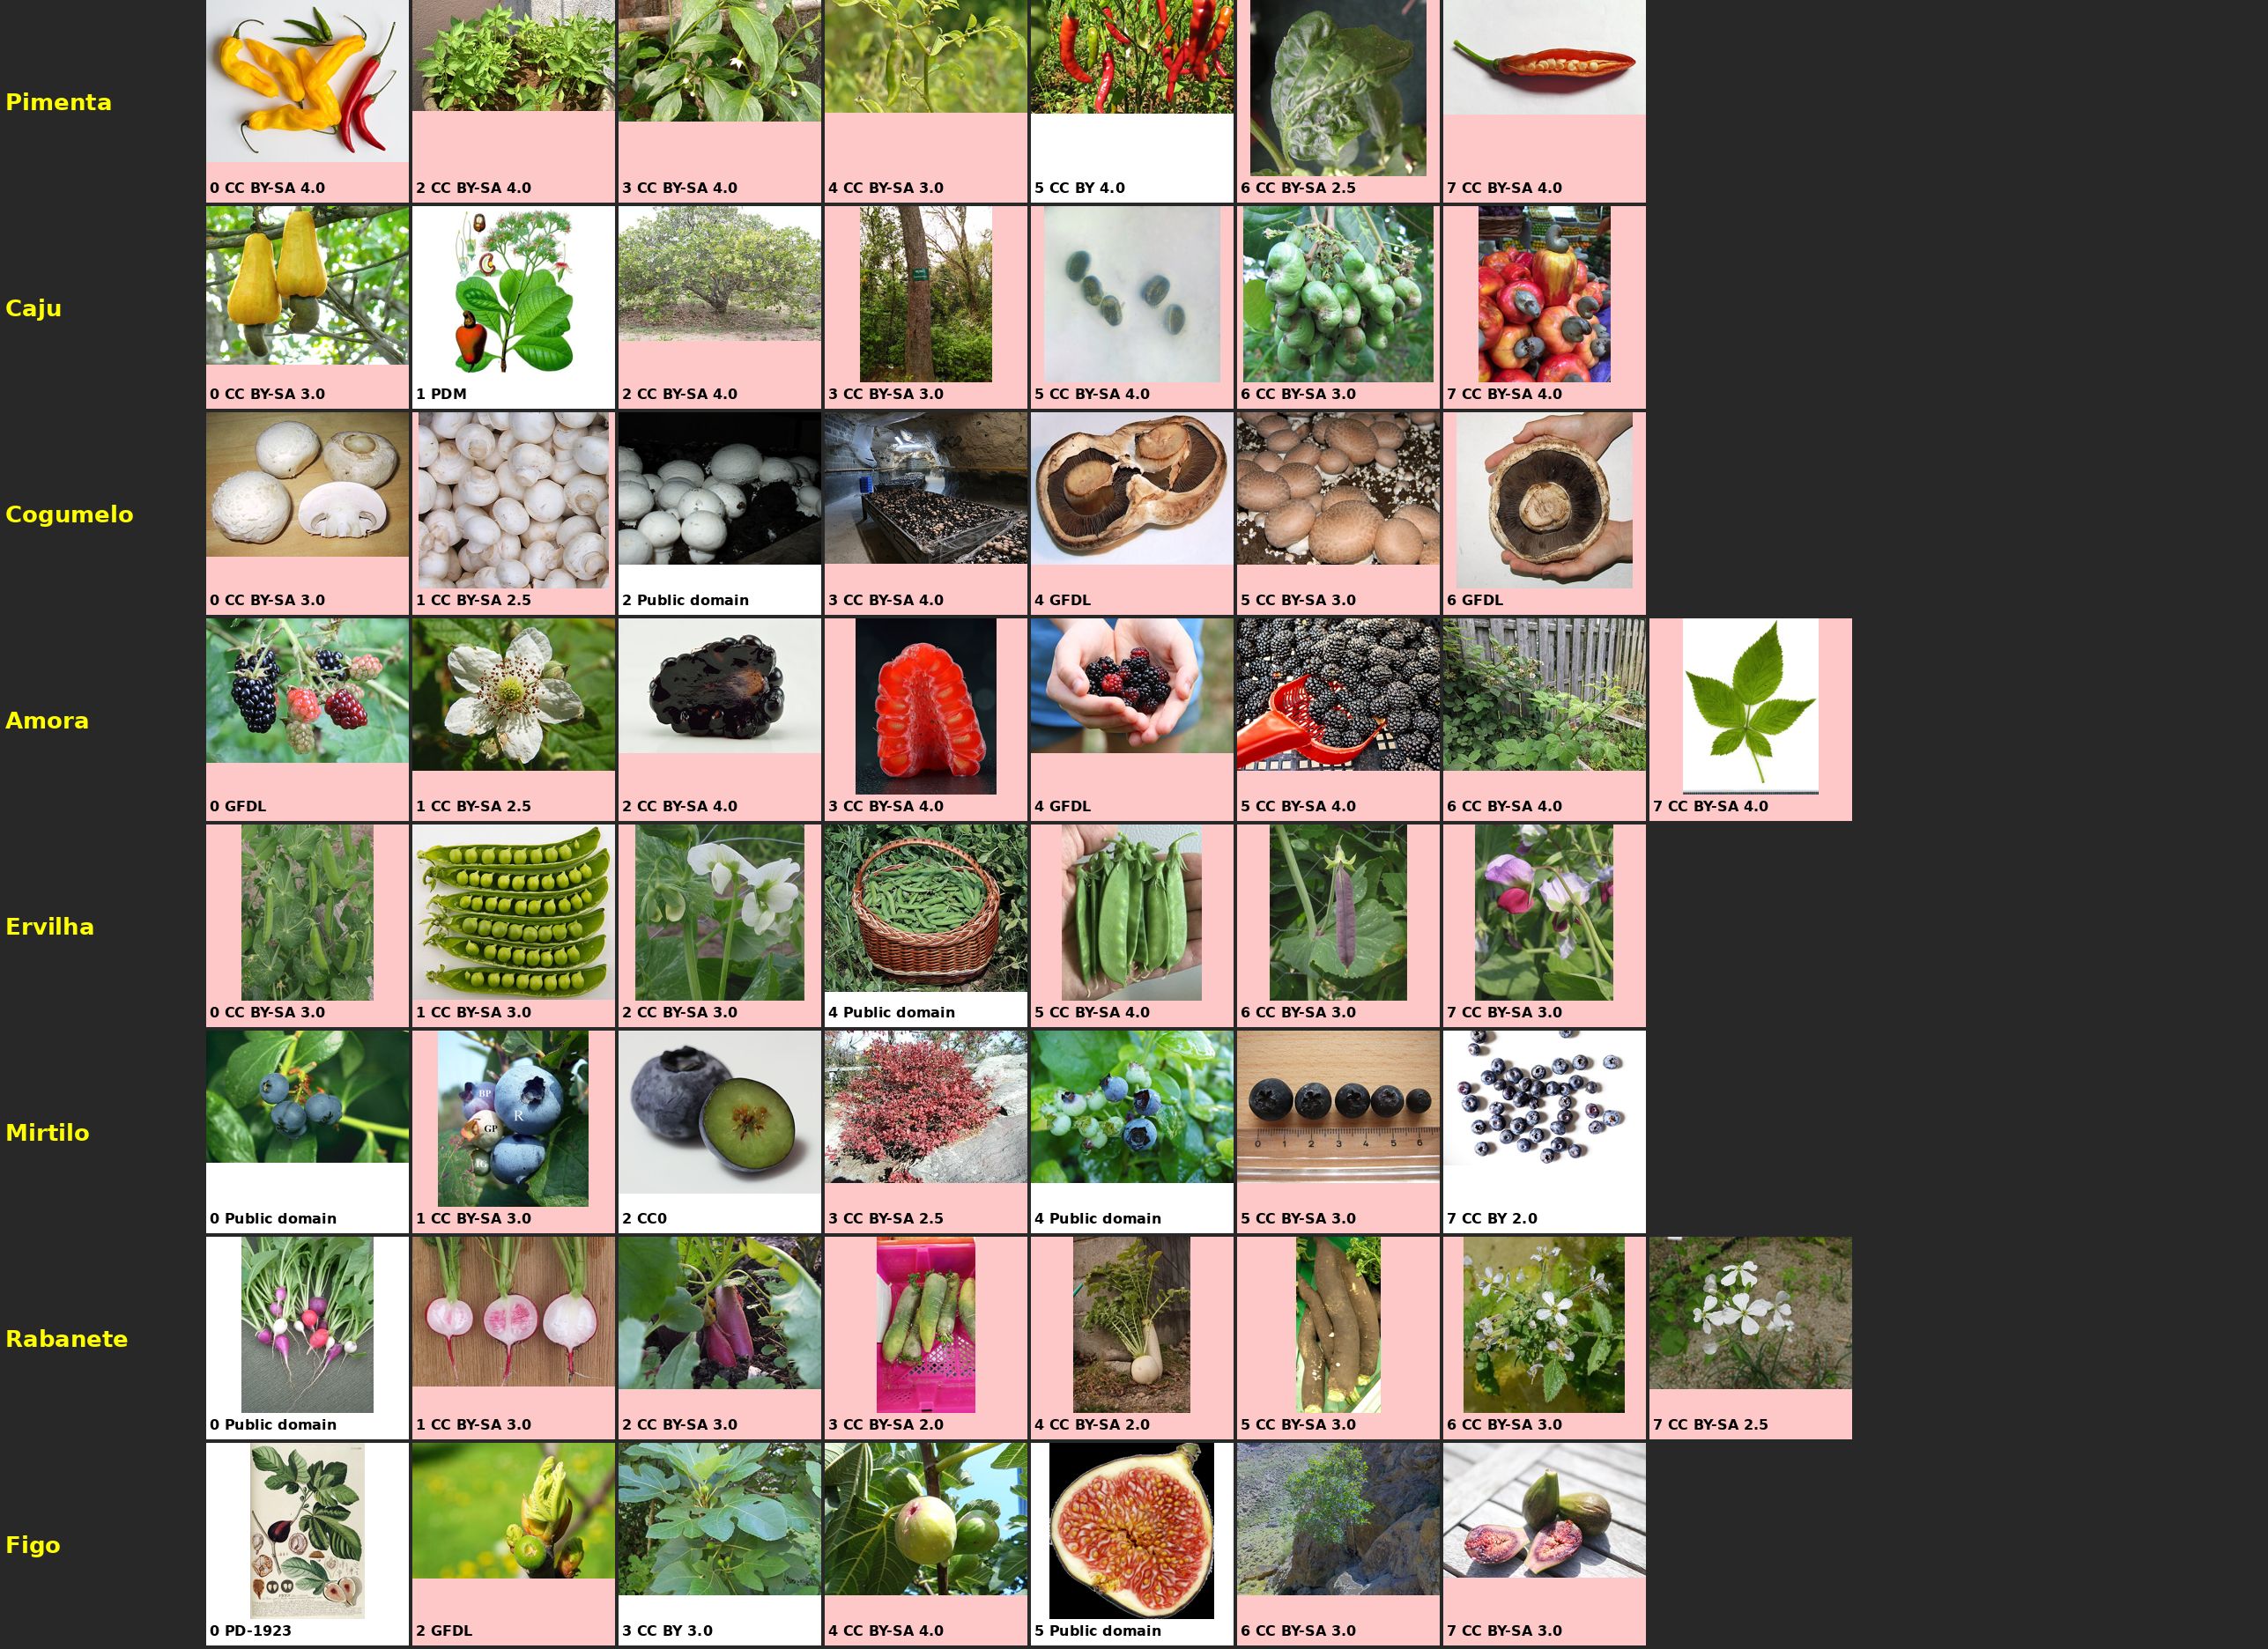 Pimenta
0 CC BY-SA 4.0
2 CC BY-SA 4.0
3 CC BY-SA 4.0
4 CC BY-SA 3.0
5 CC BY 4.0
6 CC BY-SA 2.5
7 CC BY-SA 4.0
Caju
0 CC BY-SA 3.0
1 PDM
2 CC BY-SA 4.0
3 CC BY-SA 3.0
5 CC BY-SA 4.0
6 CC BY-SA 3.0
7 CC BY-SA 4.0
Cogumelo
0 CC BY-SA 3.0
1 CC BY-SA 2.5
2 Public domain
3 CC BY-SA 4.0
4 GFDL
5 CC BY-SA 3.0
6 GFDL
Amora
0 GFDL
1 CC BY-SA 2.5
2 CC BY-SA 4.0
3 CC BY-SA 4.0
4 GFDL
5 CC BY-SA 4.0
6 CC BY-SA 4.0
7 CC BY-SA 4.0
Ervilha
0 CC BY-SA 3.0
1 CC BY-SA 3.0
2 CC BY-SA 3.0
4 Public domain
5 CC BY-SA 4.0
6 CC BY-SA 3.0
7 CC BY-SA 3.0
Mirtilo
BP
R
GP
0 1 2 3 4 5 6
0 Public domain
1 CC BY-SA 3.0
2 CC0
3 CC BY-SA 2.5
4 Public domain
5 CC BY-SA 3.0
7 CC BY 2.0
Rabanete
0 Public domain
1 CC BY-SA 3.0
2 CC BY-SA 3.0
3 CC BY-SA 2.0
4 CC BY-SA 2.0
5 CC BY-SA 3.0
6 CC BY-SA 3.0
7 CC BY-SA 2.5
Figo
0 PD-1923
2 GFDL
3 CC BY 3.0
4 CC BY-SA 4.0
5 Public domain
6 CC BY-SA 3.0
7 CC BY-SA 3.0